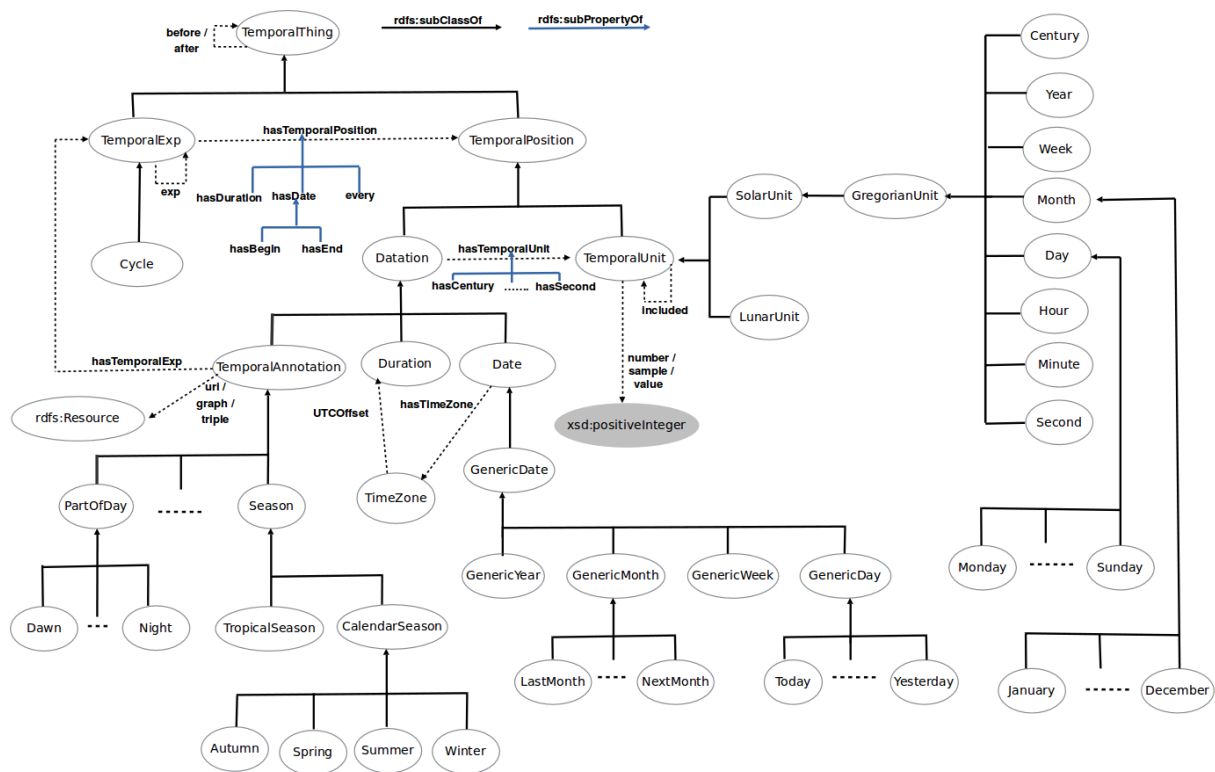 rdfs:subClassOf
rdfs:subPropertyOf
before /
after
TemporalThing
Century
Year
Week
Month
Day
Hour
Minute
Second
TemporalExp
hasTemporalPosition
TemporalPosition
exp
hasDuration
hasDate
every
hasBegIn
hasEnd
SolarUnit
GregorianUnit
Cycle
Datation
hasTemporalUnIt
TemporalUnit
hasCentury
.......
hasSecond
Included
LunarUnit
hasTemporalExp
TemporalAnnotation
Duration
Date
number /
sample /
value
url /
graph /
triple
rdfs:Resource
UTCOffset
hasTimeZone
xsd:positiveInteger
GenericDate
PartOfDay
Season
TimeZone
GenericYear
GenericMonth
GenericWeek
GenericDay
Monday
Sunday
Dawn
Night
TropicalSeason
CalendarSeason
LastMonth
NextMonth
Today
Yesterday
January
December
Autumn
Spring
Summer
Winter